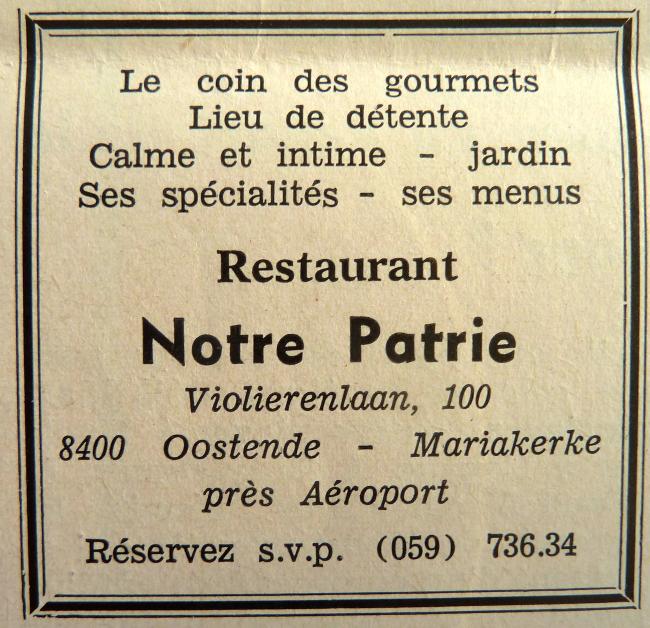 Le coin des gourmets
Lieu de détente
Calme et intime - jardin
Ses spécialités - ses menus
Restaurant
Notre Patrie
Violierenlaan, 100
8400 Oostende - Mariakerke
près Aéroport
Réservez s.v.p. (059) 736.34